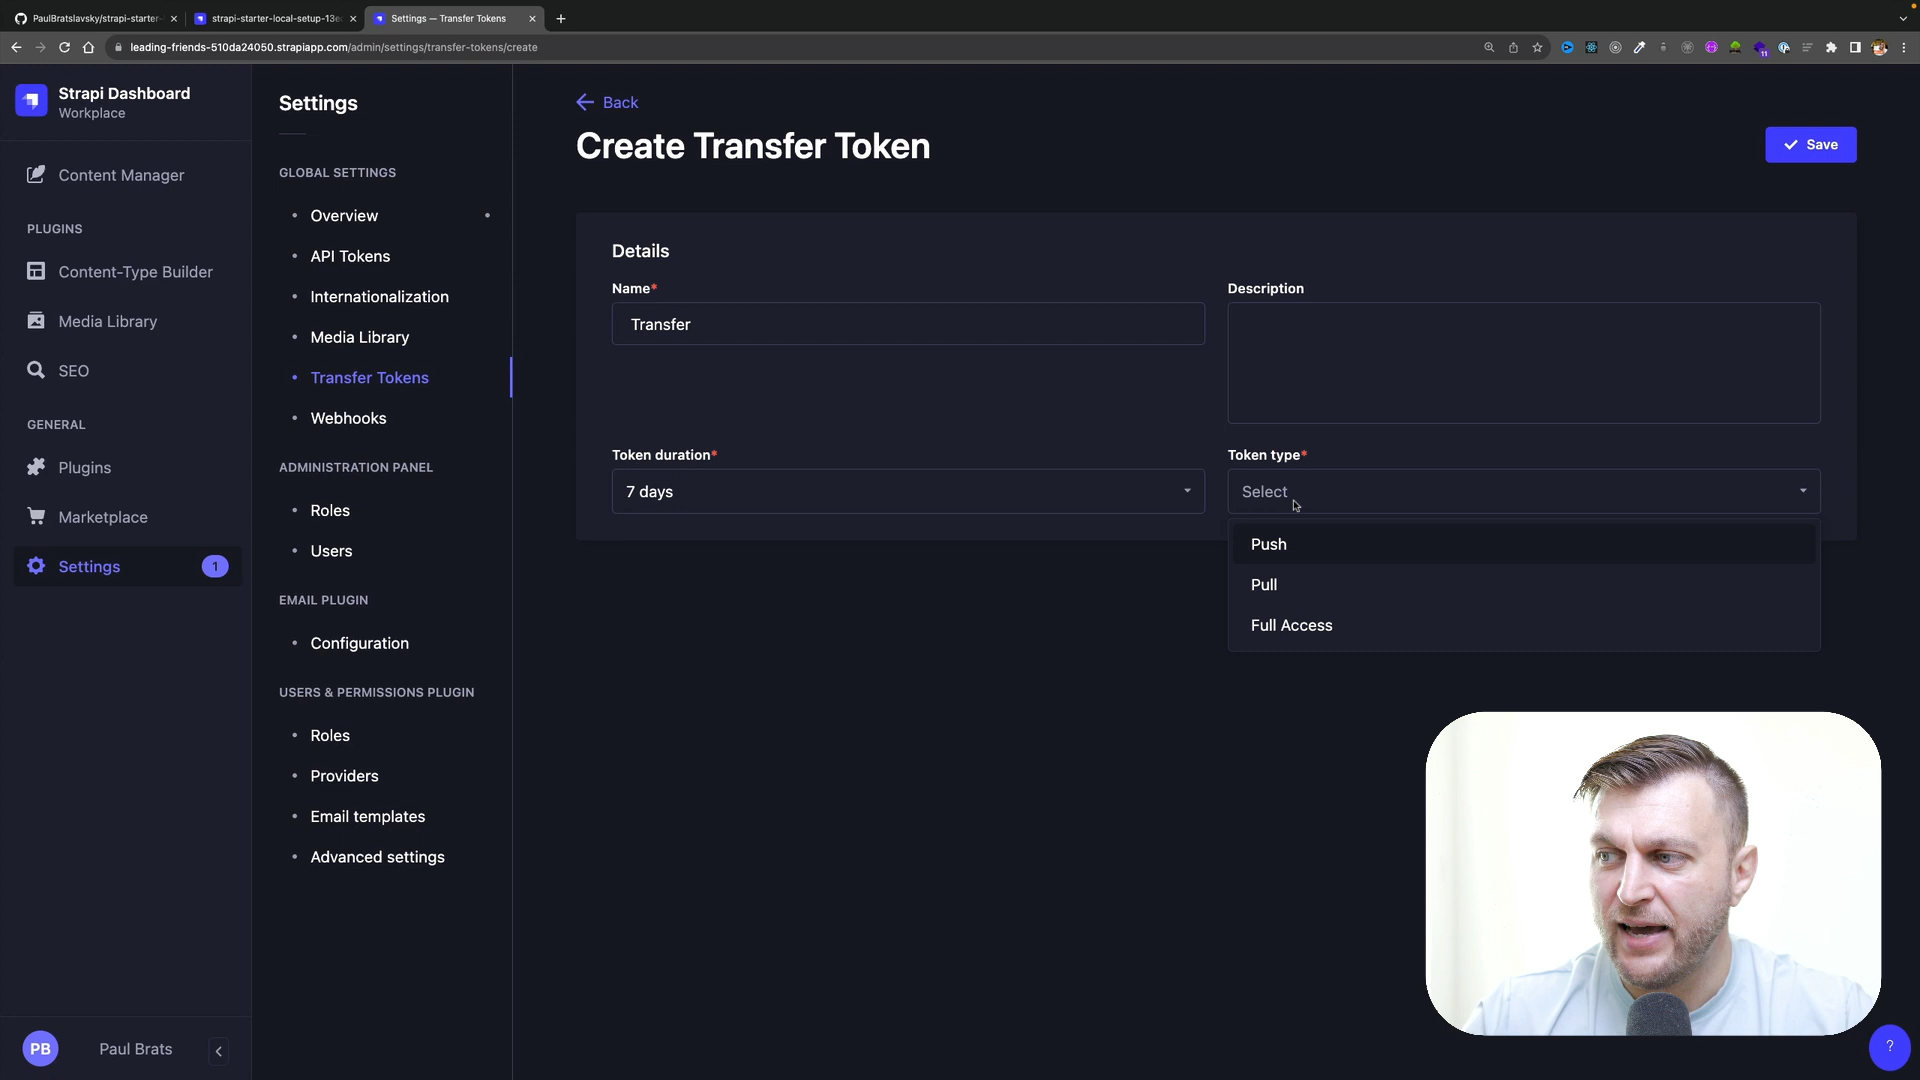 PaulBratslavsky/strapi-starter-
strapi-starter-local-setup-13ed
Settings — Transfer Tokens
leading-friends-510da24050.strapiapp.com/admin/settings/transfer-tokens/create
11
Strapi Dashboard
Workplace
Content Manager
PLUGINS
Content-Type Builder
Media Library
SEO
GENERAL
Plugins
Marketplace
Settings
1
PB
Paul Brats
Settings
GLOBAL SETTINGS
Overview
API Tokens
Internationalization
Media Library
Transfer Tokens
Webhooks
ADMINISTRATION PANEL
Roles
Users
EMAIL PLUGIN
Configuration
USERS & PERMISSIONS PLUGIN
Roles
Providers
Email templates
Advanced settings
Back
Create Transfer Token
Save
Details
Name*
Transfer
Description
Token duration*
7 days
Token type*
Select
Push
Pull
Full Access
?